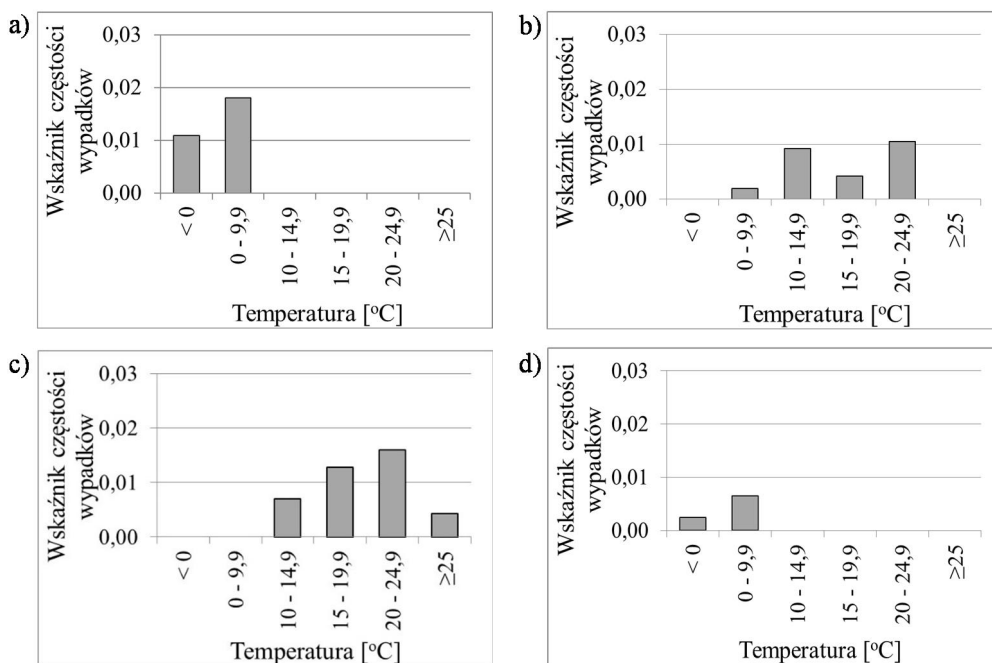 a)
Wskaźnik częstości
wypadków
0,03
0,02
0,01
0,00
< 0
0 - 9,9
10 - 14,9
15 - 19,9
20 - 24,9
≥25
Temperatura [°C]
b)
Wskaźnik częstości
wypadków
0,03
0,02
0,01
0,00
< 0
0 - 9,9
10 - 14,9
15 - 19,9
20 - 24,9
≥25
Temperatura [°C]
c)
Wskaźnik częstości
wypadków
0,03
0,02
0,01
0,00
< 0
0 - 9,9
10 - 14,9
15 - 19,9
20 - 24,9
≥25
Temperatura [°C]
d)
Wskaźnik częstości
wypadków
0,03
0,02
0,01
0,00
< 0
0 - 9,9
10 - 14,9
15 - 19,9
20 - 24,9
≥25
Temperatura [°C]